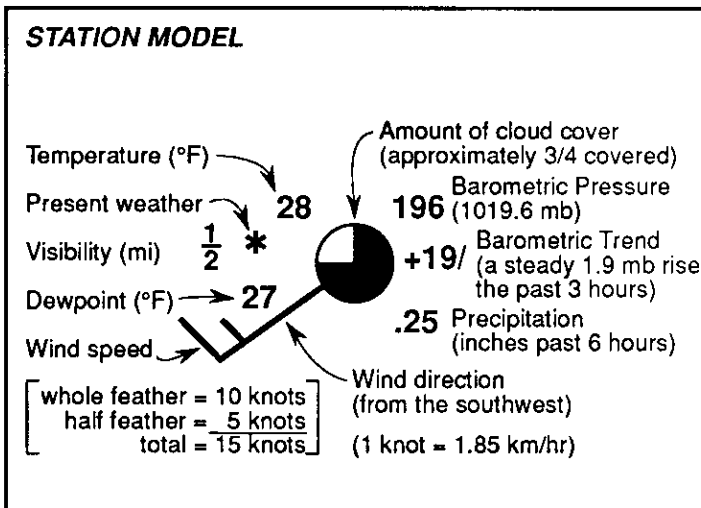 STATION MODEL
Temperature (°F)
28
Present weather
*
Visibility (mi)
1/2
Dewpoint (°F)
27
Wind speed
whole feather = 10 knots
half feather = 5 knots
total = 15 knots
Amount of cloud cover
(approximately 3/4 covered)
196 Barometric Pressure
(1019.6 mb)
+19/ Barometric Trend
(a steady 1.9 mb rise
the past 3 hours)
.25 Precipitation
(inches past 6 hours)
Wind direction
(from the southwest)
(1 knot = 1.85 km/hr)